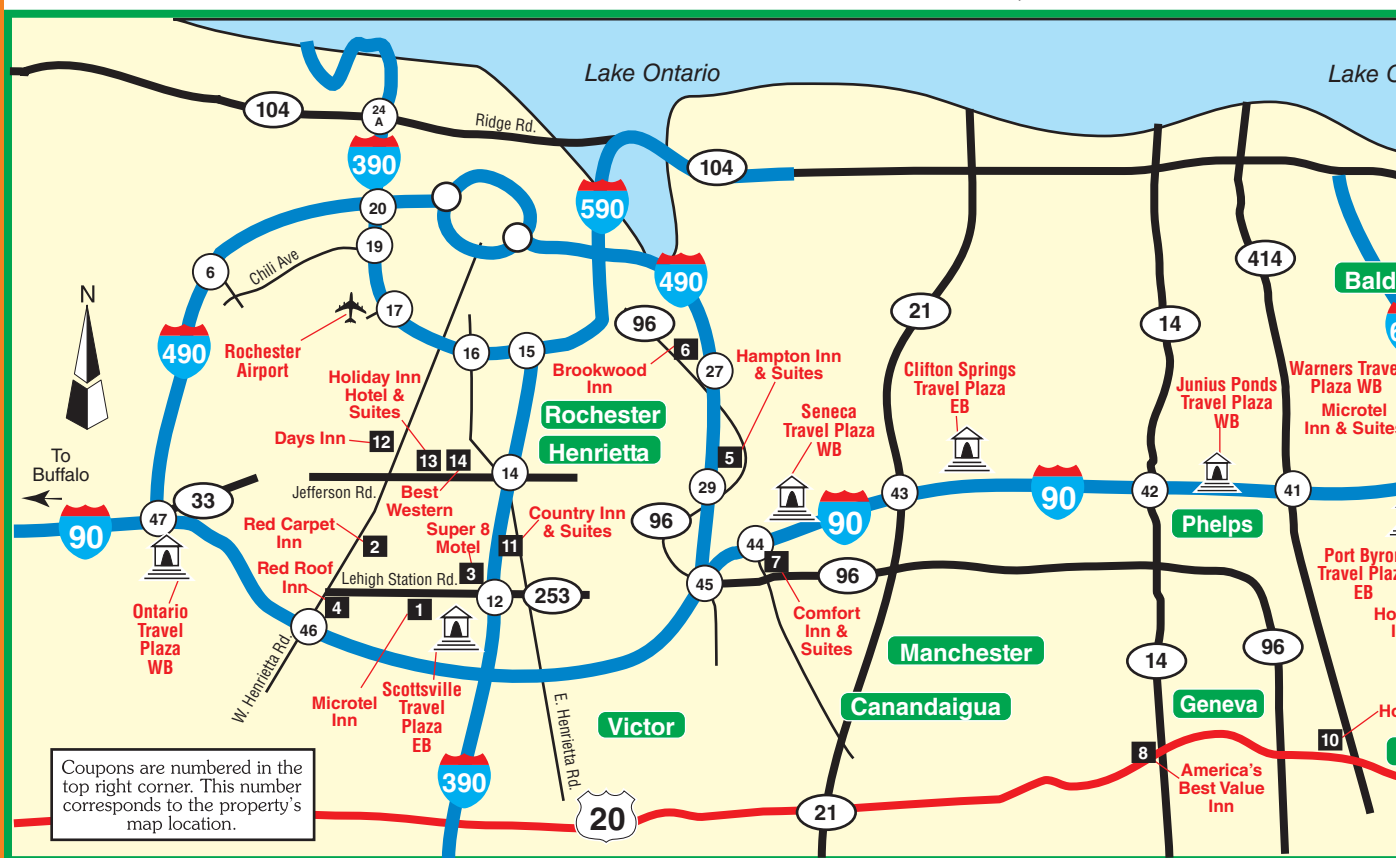 Lake Ontario
Lake O
104
24
A
Ridge Rd.
390
104
590
20
19
6
Chili Ave
490
414
N
17
21
96
14
Bald
6
490
Rochester
Airport
16
15
6
Brookwood
Inn
27
Hampton Inn
& Suites
Holiday Inn
Hotel &
Suites
Rochester
Henrietta
Clifton Springs
Travel Plaza
EB
Junius Ponds
Travel Plaza
WB
Warners Trave
Plaza WB
Microtel
Inn & Suites
Seneca
Travel Plaza
WB
Days Inn
12
13
14
5
To
Buffalo
14
Jefferson Rd.
Best
Western
29
43
90
42
41
33
47
90
96
90
Phelps
Red Carpet
Inn
2
Super 8
Motel
11
Country Inn
& Suites
44
7
Red Roof
Inn
Lehigh Station Rd.
3
45
96
Port Byron
Travel Plaz
EB
4
1
12
253
Ontario
Travel
Plaza
WB
46
Comfort
Inn &
Suites
Ho
I
Manchester
14
96
W. Henrietta Rd.
Microtel
Inn
Scottsville
Travel
Plaza
EB
E. Henrietta Rd.
Victor
Canandaigua
Geneva
Ho
10
8
Coupons are numbered in the
top right corner. This number
corresponds to the property's
map location.
390
20
21
America's
Best Value
Inn